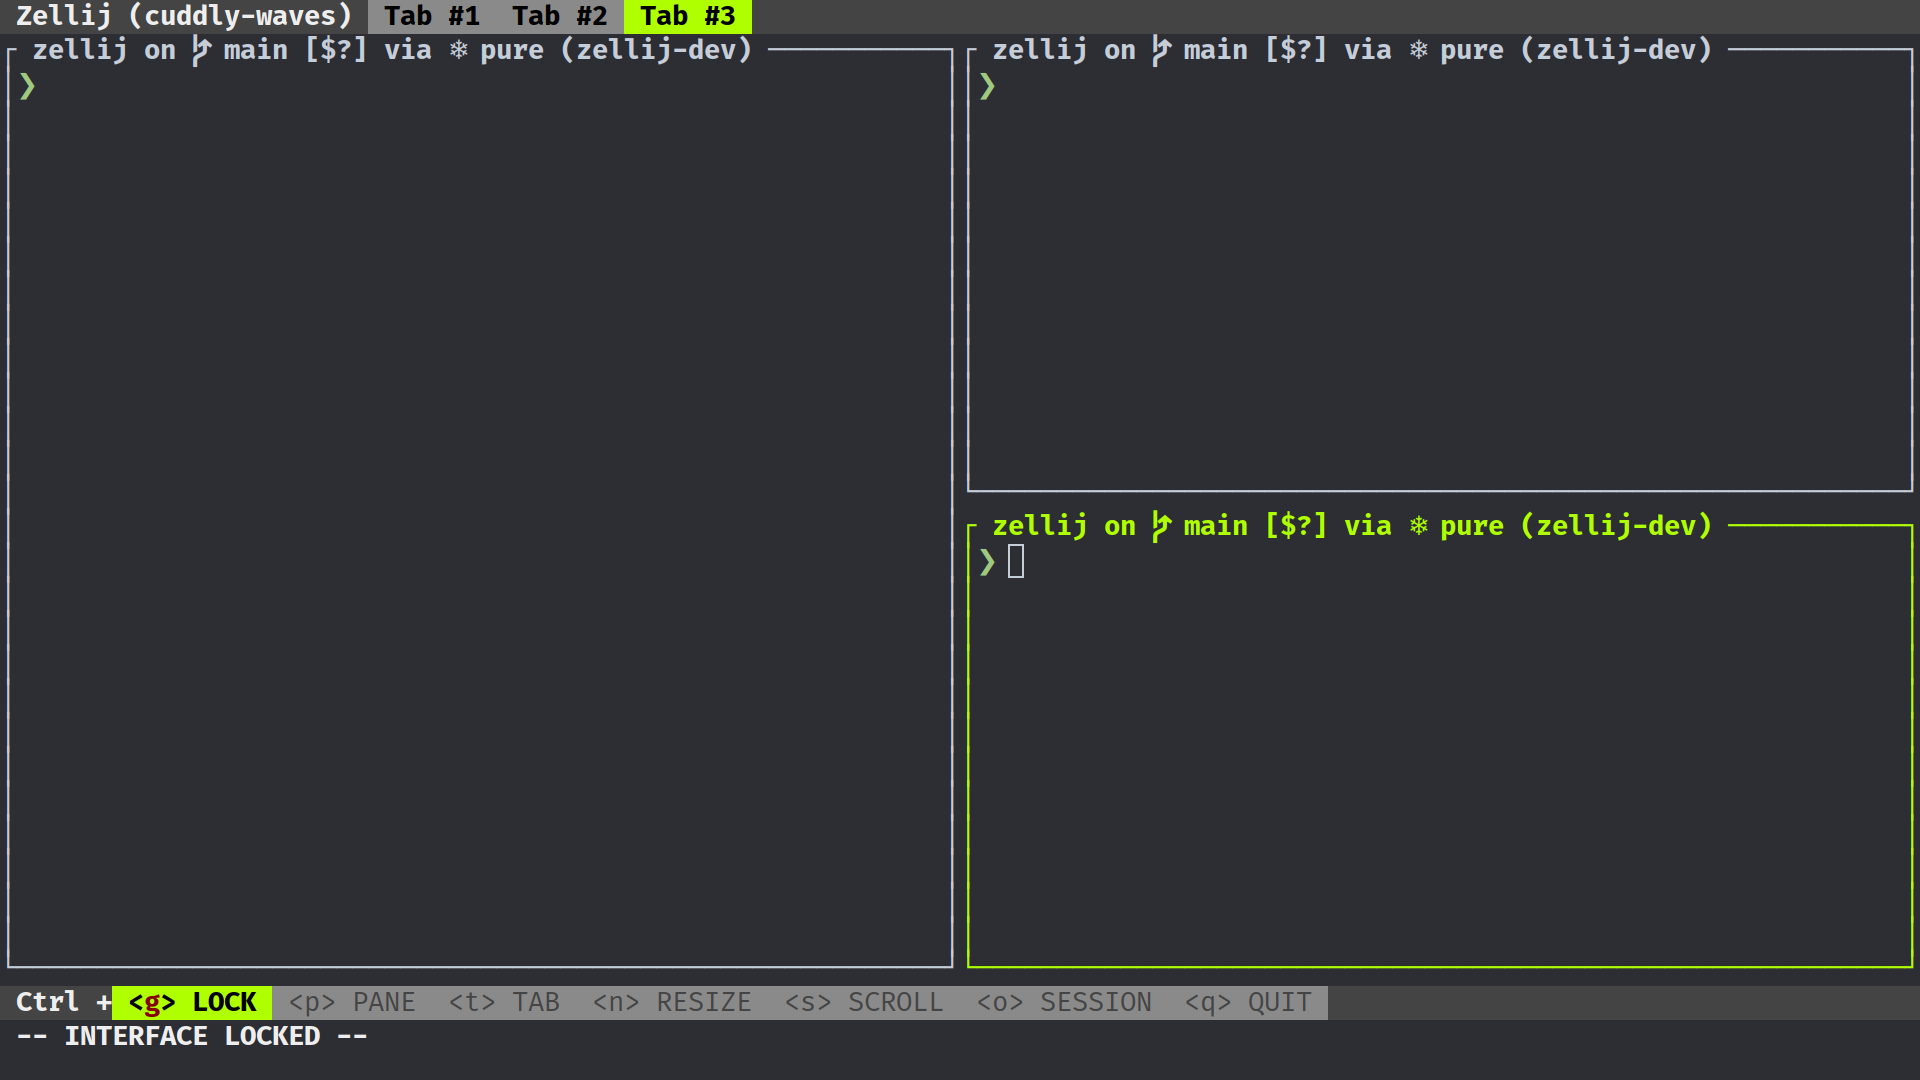 Zellij (cuddly-waves) Tab #1 Tab #2 Tab #3
zellij on main [$?] via ❄ pure (zellij-dev)
❯
zellij on main [$?] via ❄ pure (zellij-dev)
❯
zellij on main [$?] via ❄ pure (zellij-dev)
❯
Ctrl + <g> LOCK <p> PANE <t> TAB <n> RESIZE <s> SCROLL <o> SESSION <q> QUIT
-- INTERFACE LOCKED --